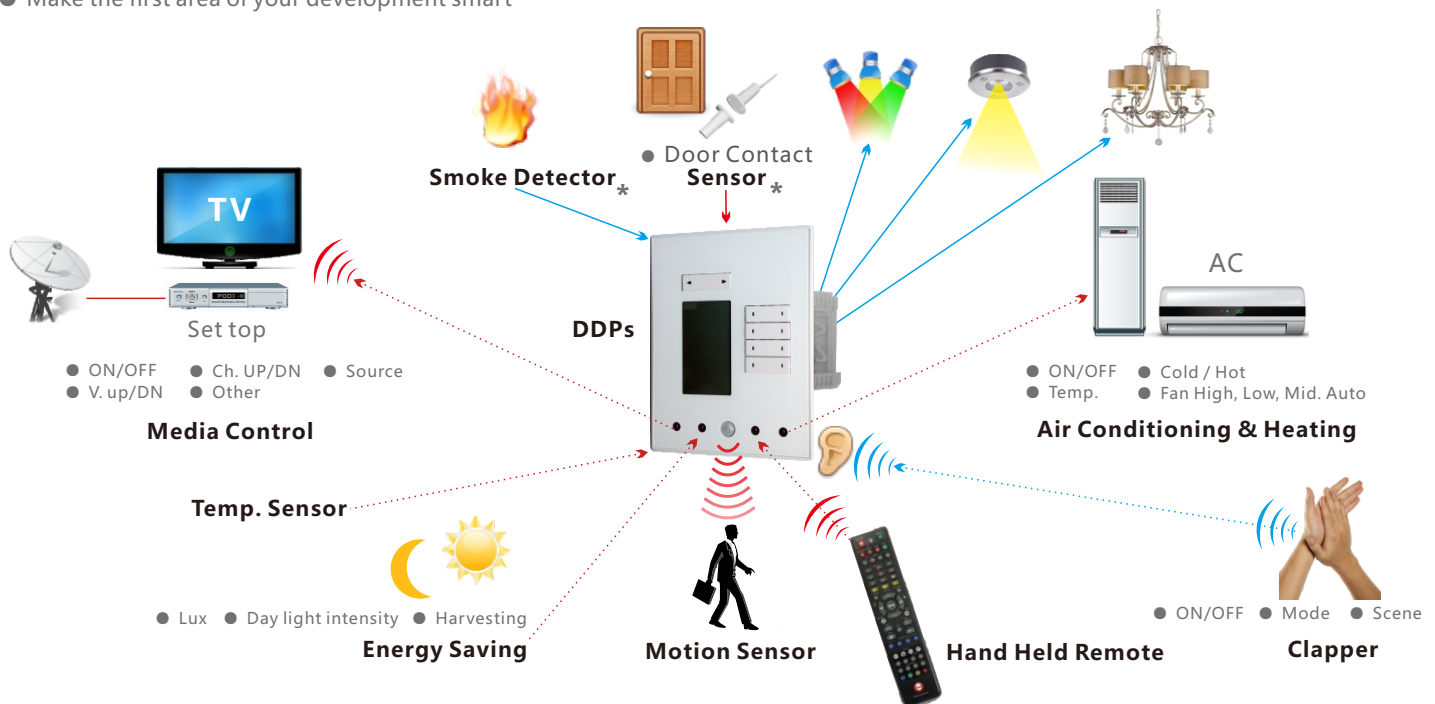 ● Make the first area of your development smart
● Door Contact
Smoke Detector*
Sensor*
TV
AC
DDPs
Set top
● ON/OFF ● Ch. UP/DN ● Source
● V. up/DN ● Other
Media Control
● ON/OFF ● Cold / Hot
● Temp. ● Fan High, Low, Mid. Auto
Air Conditioning & Heating
Temp. Sensor
● Lux ● Day light intensity ● Harvesting
Energy Saving
Motion Sensor
Hand Held Remote
● ON/OFF ● Mode ● Scene
Clapper